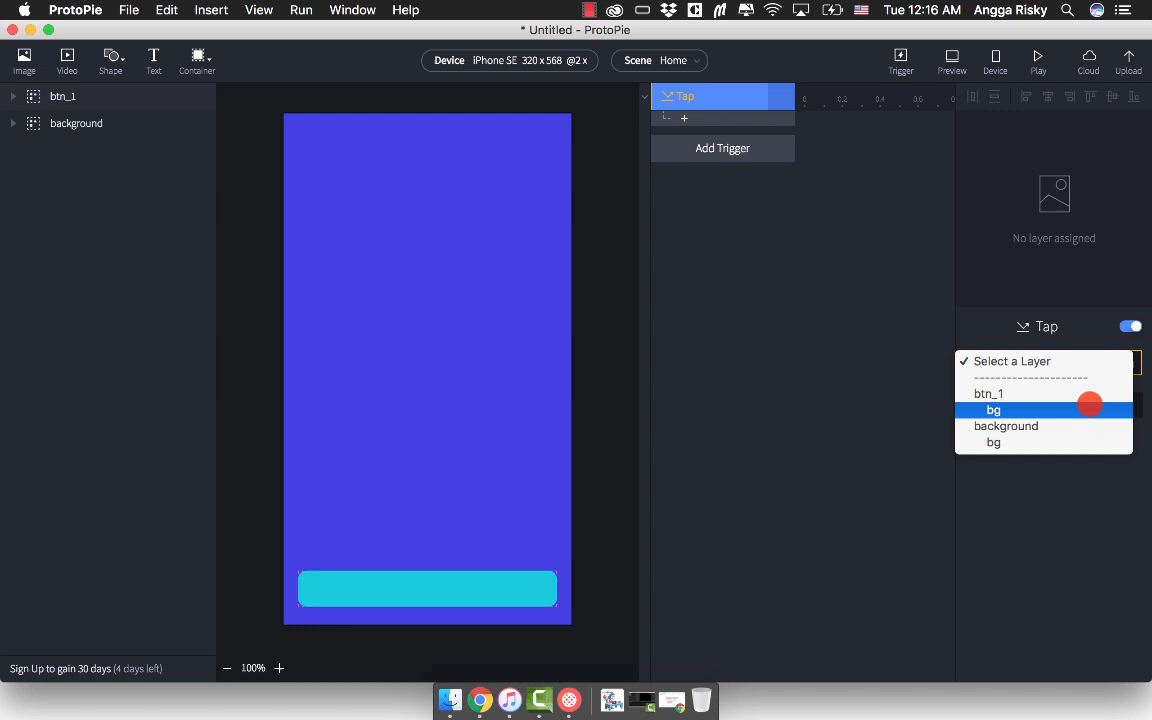 ProtoPie File Edit Insert View Run Window Help Tue 12:16 AM Angga Risky
* Untitled - ProtoPie
Image Video Shape Text Container Device iPhone SE 320 x 568 @2 x Scene Home Trigger Preview Device Play Cloud Upload
btn_1
background
Tap
0 0.2 0.4 0.6 0
+
Add Trigger
No layer assigned
Tap
✓ Select a Layer
----------------------
btn_1
bg
background
bg
Sign Up to gain 30 days (4 days left)
− 100% +